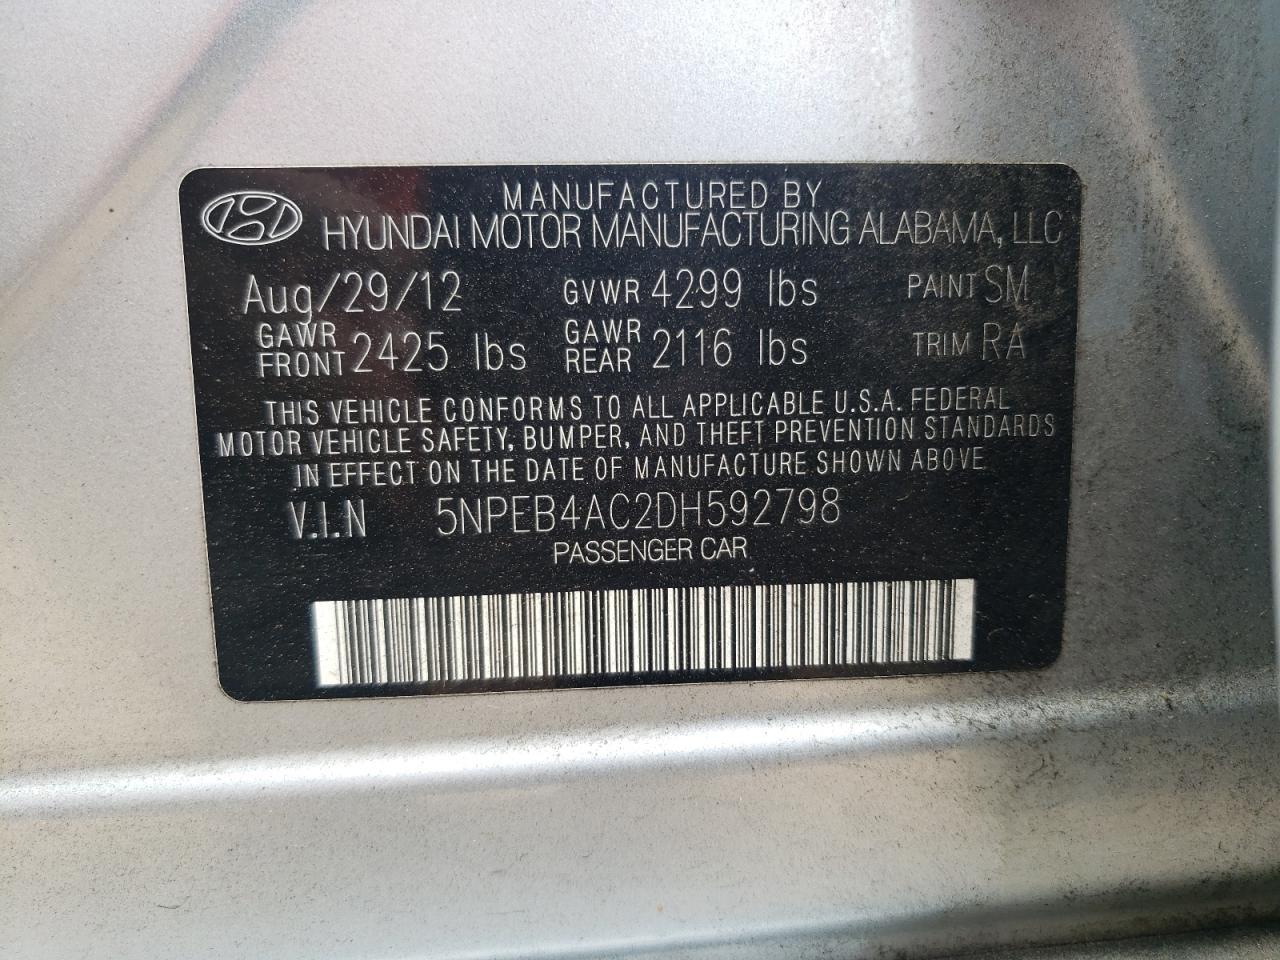 MANUFACTURED BY
HYUNDAI MOTOR MANUFACTURING ALABAMA, LLC
Aug/29/12 GVWR 4299 lbs PAINT SM
GAWR FRONT 2425 lbs GAWR REAR 2116 lbs TRIM RA
THIS VEHICLE CONFORMS TO ALL APPLICABLE U.S.A. FEDERAL
MOTOR VEHICLE SAFETY, BUMPER, AND THEFT PREVENTION STANDARDS
IN EFFECT ON THE DATE OF MANUFACTURE SHOWN ABOVE
V.I.N 5NPEB4AC2DH592798
PASSENGER CAR